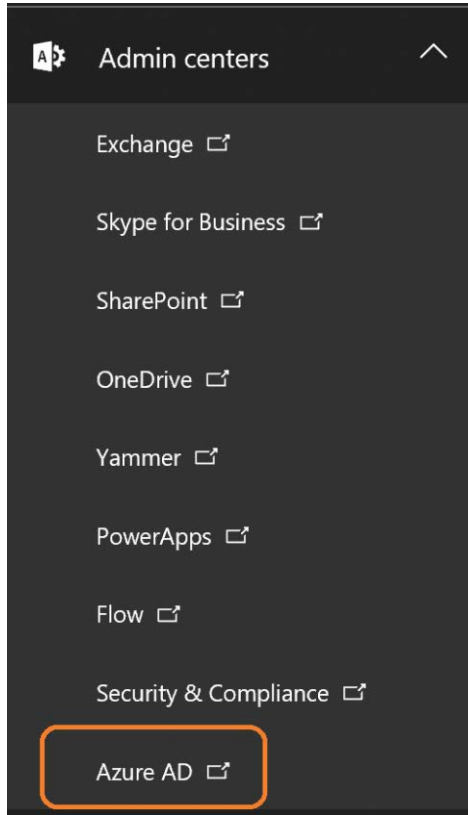 Admin centers
Exchange
Skype for Business
SharePoint
OneDrive
Yammer
PowerApps
Flow
Security & Compliance
Azure AD